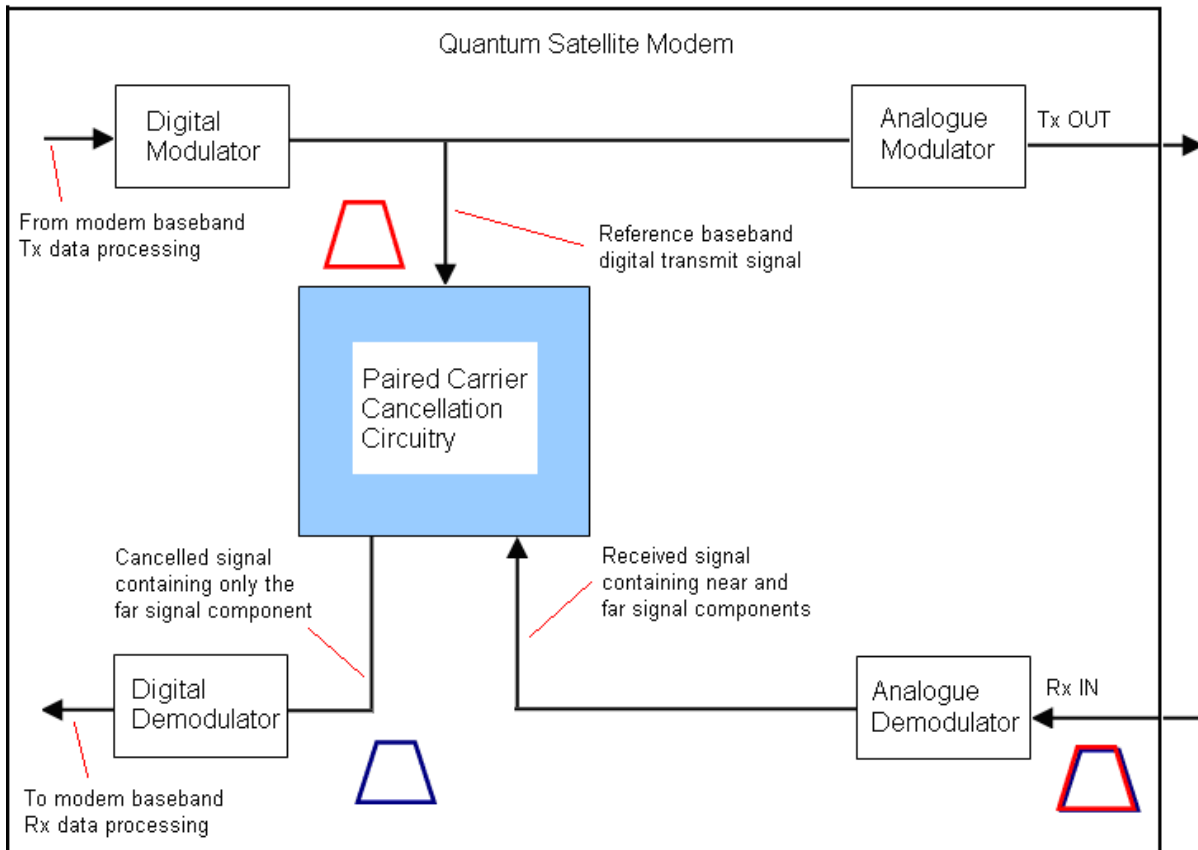 Quantum Satellite Modem
Digital
Modulator
Analogue
Modulator
Tx OUT
From modem baseband
Tx data processing
Reference baseband
digital transmit signal
Paired Carrier
Cancellation
Circuitry
Cancelled signal
containing only the
far signal component
Received signal
containing near and
far signal components
Digital
Demodulator
Analogue
Demodulator
Rx IN
To modem baseband
Rx data processing